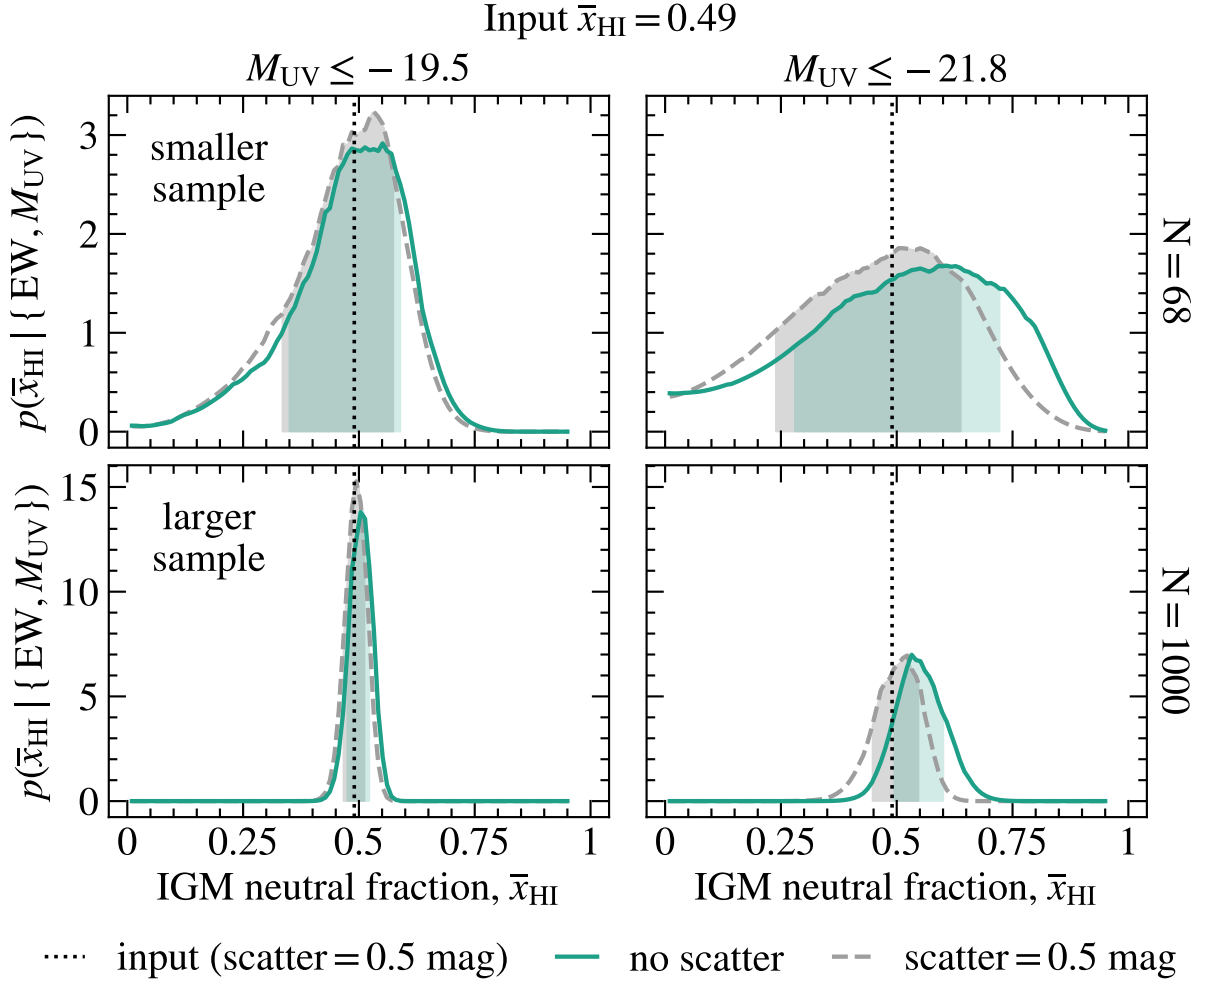 Input x̄HI = 0.49
MUV ≤ −19.5
MUV ≤ −21.8
p(x̄HI | {EW, MUV})
3
2
1
0
smaller
sample
N = 68
p(x̄HI | {EW, MUV})
15
10
5
0
larger
sample
N = 1000
0 0.25 0.5 0.75 1
0 0.25 0.5 0.75 1
IGM neutral fraction, x̄HI
IGM neutral fraction, x̄HI
input (scatter = 0.5 mag) no scatter scatter = 0.5 mag